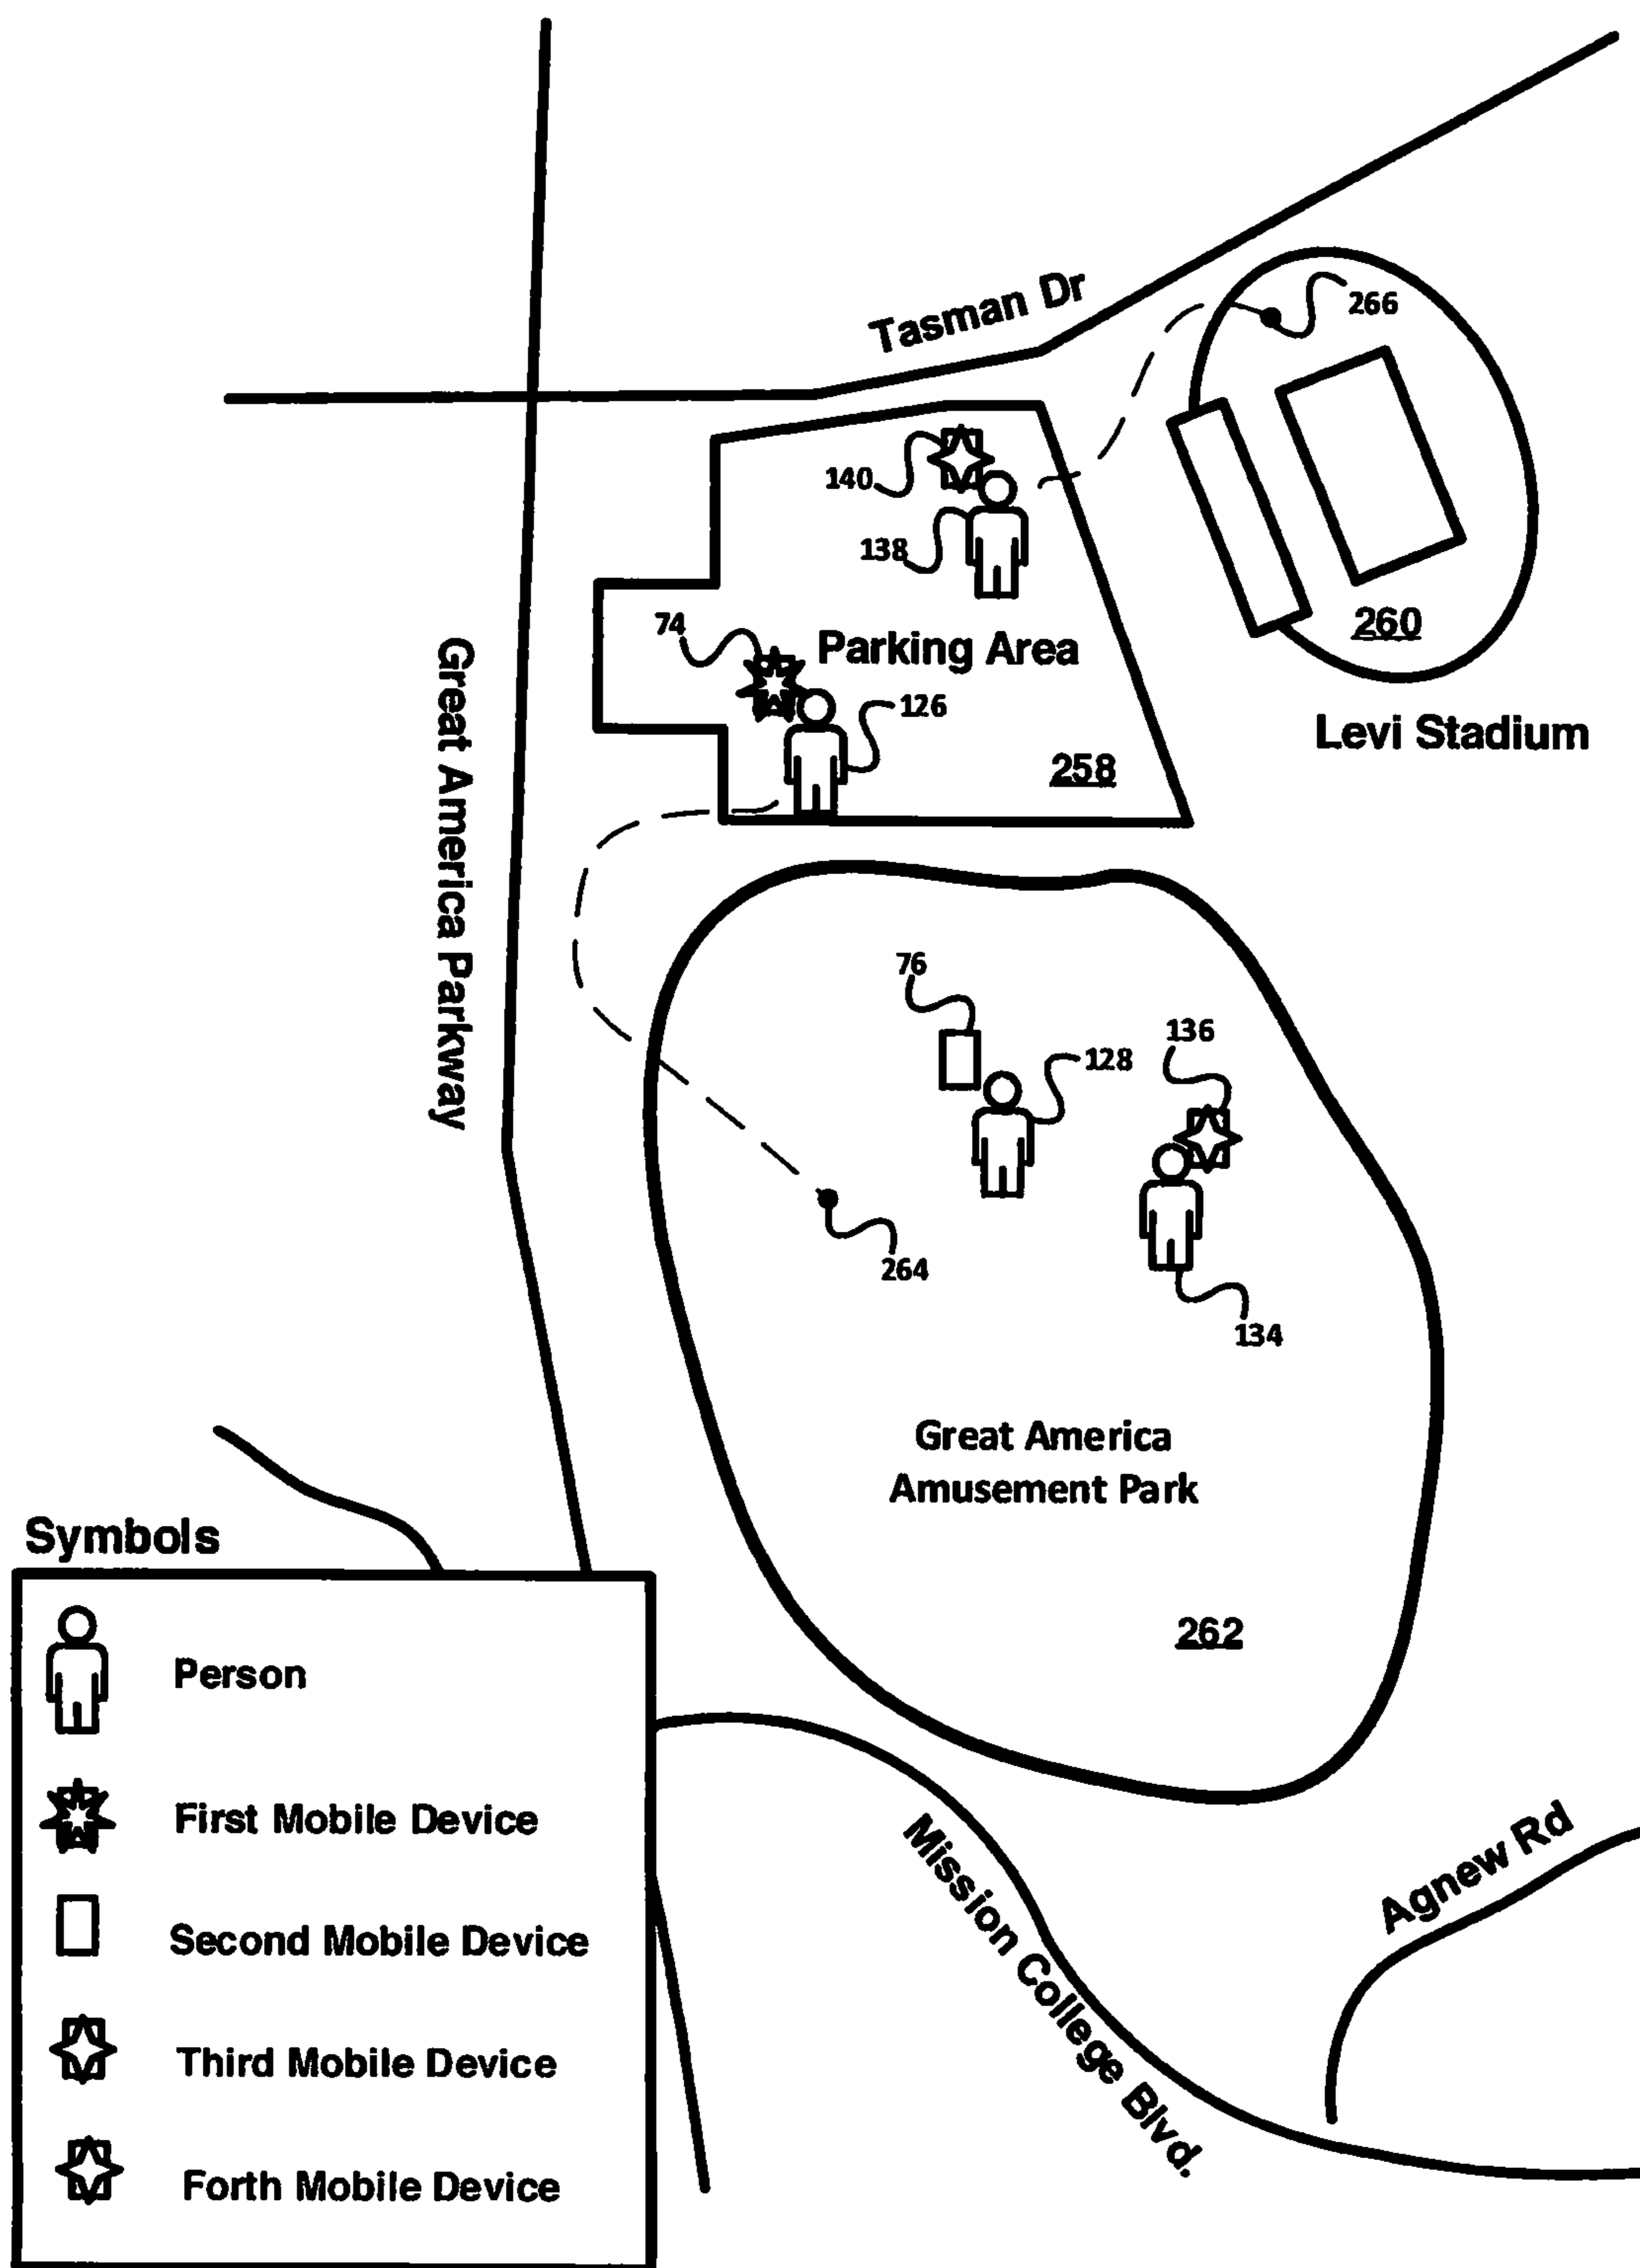 Tasman Dr
266
140
138
260
74
Parking Area
126
258
Levi Stadium
Great America Parkway
76
128
136
264
134
Great America
Amusement Park
262
Symbols
Person
First Mobile Device
Second Mobile Device
Third Mobile Device
Forth Mobile Device
Mission College Blvd.
Agnew Rd